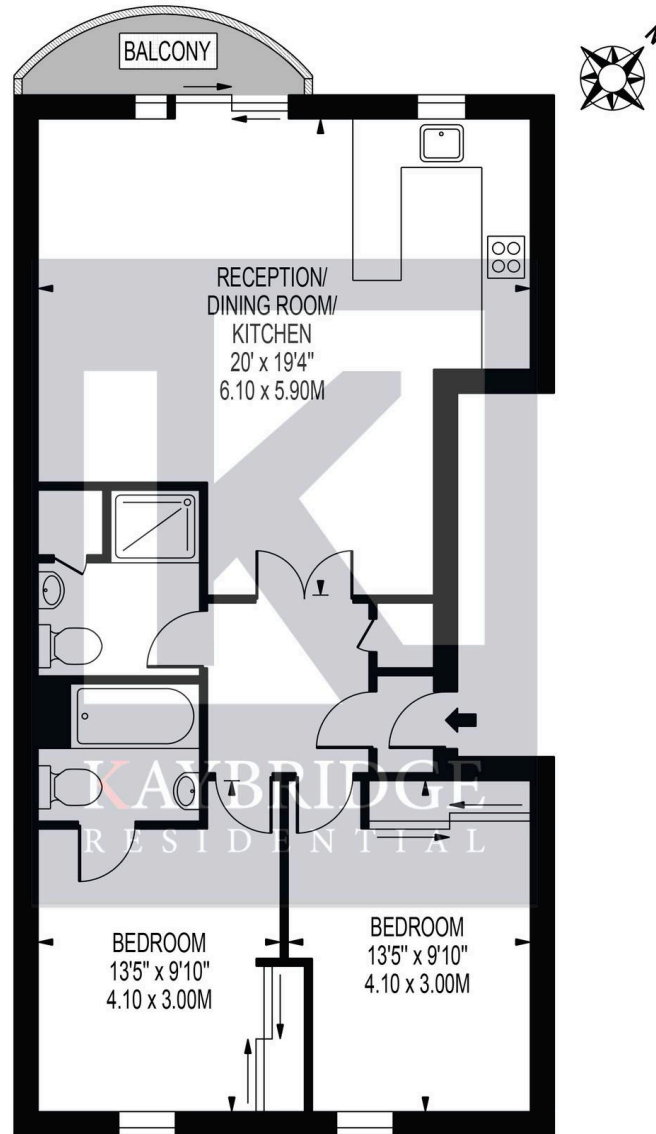 BALCONY
N
RECEPTION/
DINING ROOM/
KITCHEN
20' x 19'4"
6.10 x 5.90M
KAYBRIDGE
RESIDENTIAL
BEDROOM
13'5" x 9'10"
4.10 x 3.00M
BEDROOM
13'5" x 9'10"
4.10 x 3.00M